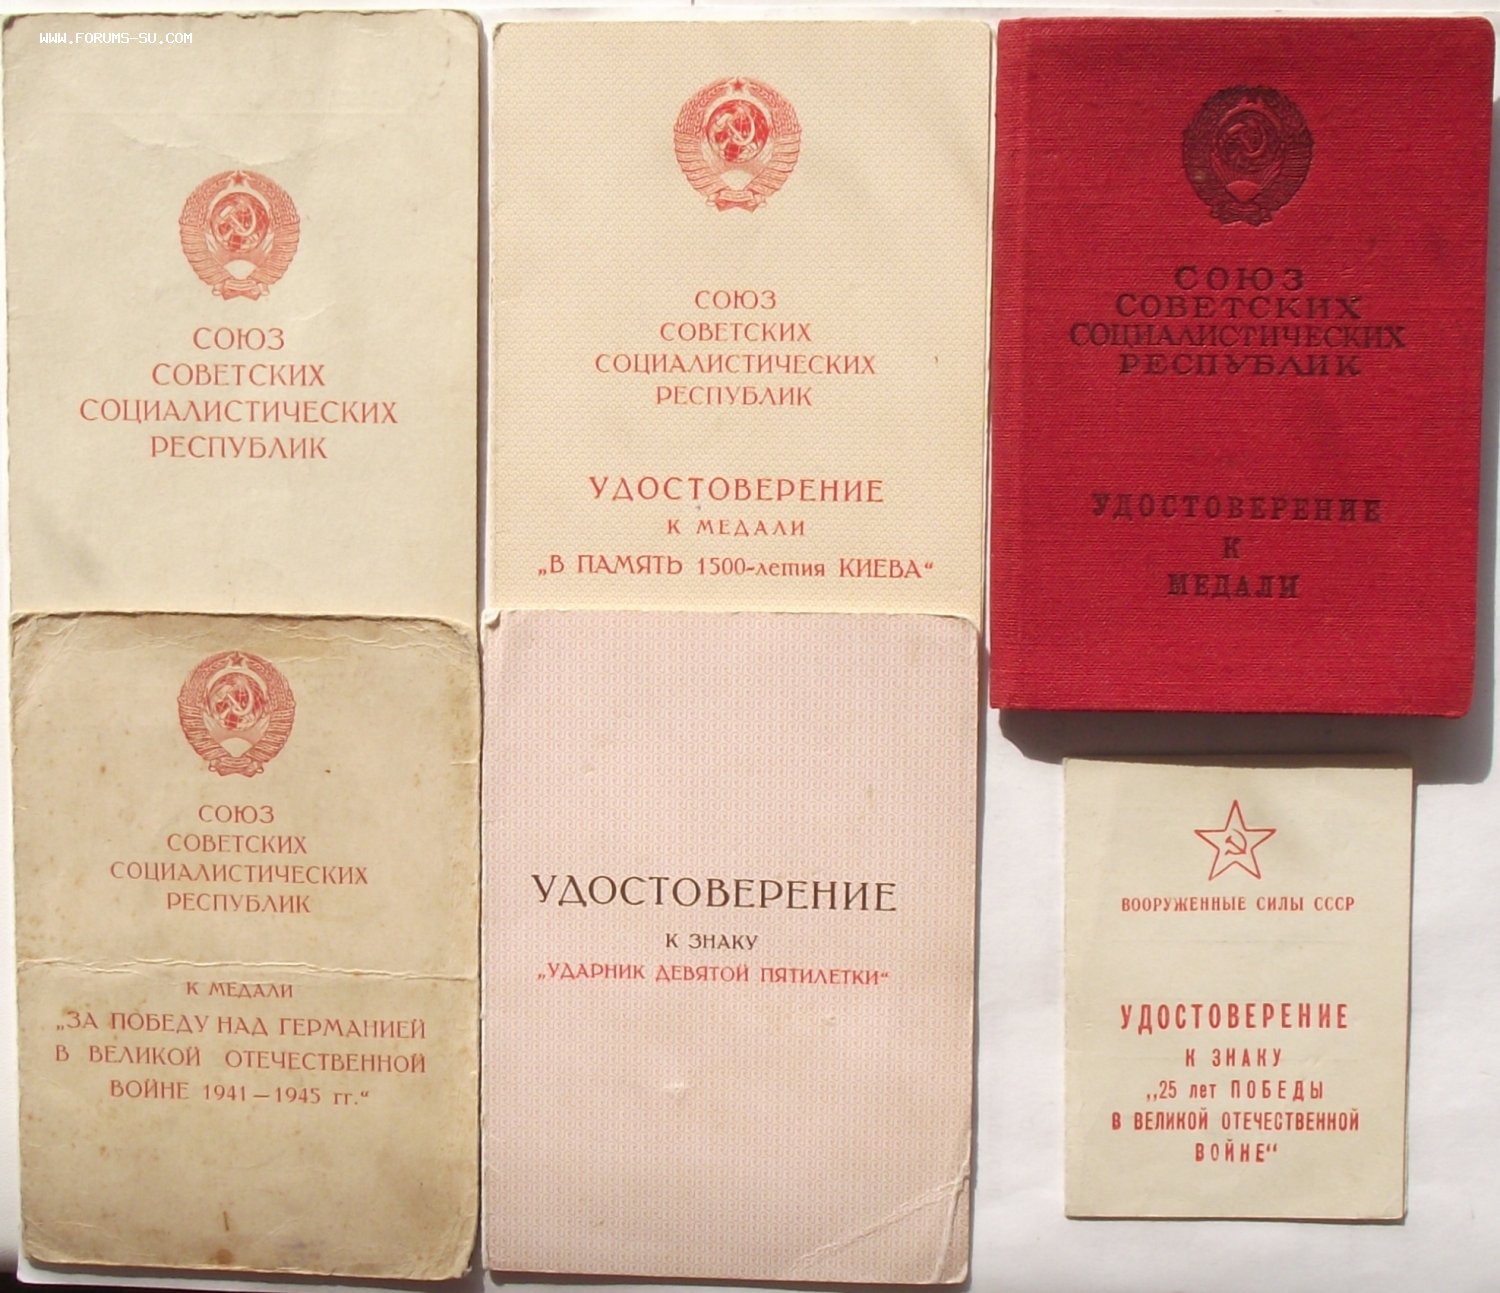 WWW.FORUMS-SU.COM
СОЮЗ
СОВЕТСКИХ
СОЦИАЛИСТИЧЕСКИХ
РЕСПУБЛИК
СОЮЗ
СОВЕТСКИХ
СОЦИАЛИСТИЧЕСКИХ
РЕСПУБЛИК
УДОСТОВЕРЕНИЕ
К МЕДАЛИ
„В ПАМЯТЬ 1500-летия КИЕВА“
СОЮЗ
СОВЕТСКИХ
СОЦИАЛИСТИЧЕСКИХ
РЕСПУБЛИК
УДОСТОВЕРЕНИЕ
К
МЕДАЛИ
СОЮЗ
СОВЕТСКИХ
СОЦИАЛИСТИЧЕСКИХ
РЕСПУБЛИК
К МЕДАЛИ
„ЗА ПОБЕДУ НАД ГЕРМАНИЕЙ
В ВЕЛИКОЙ ОТЕЧЕСТВЕННОЙ
ВОЙНЕ 1941—1945 гг.“
УДОСТОВЕРЕНИЕ
К ЗНАКУ
„УДАРНИК ДЕВЯТОЙ ПЯТИЛЕТКИ“
ВООРУЖЕННЫЕ СИЛЫ СССР
УДОСТОВЕРЕНИЕ
К ЗНАКУ
„25 лет ПОБЕДЫ
В ВЕЛИКОЙ ОТЕЧЕСТВЕННОЙ
ВОЙНЕ“